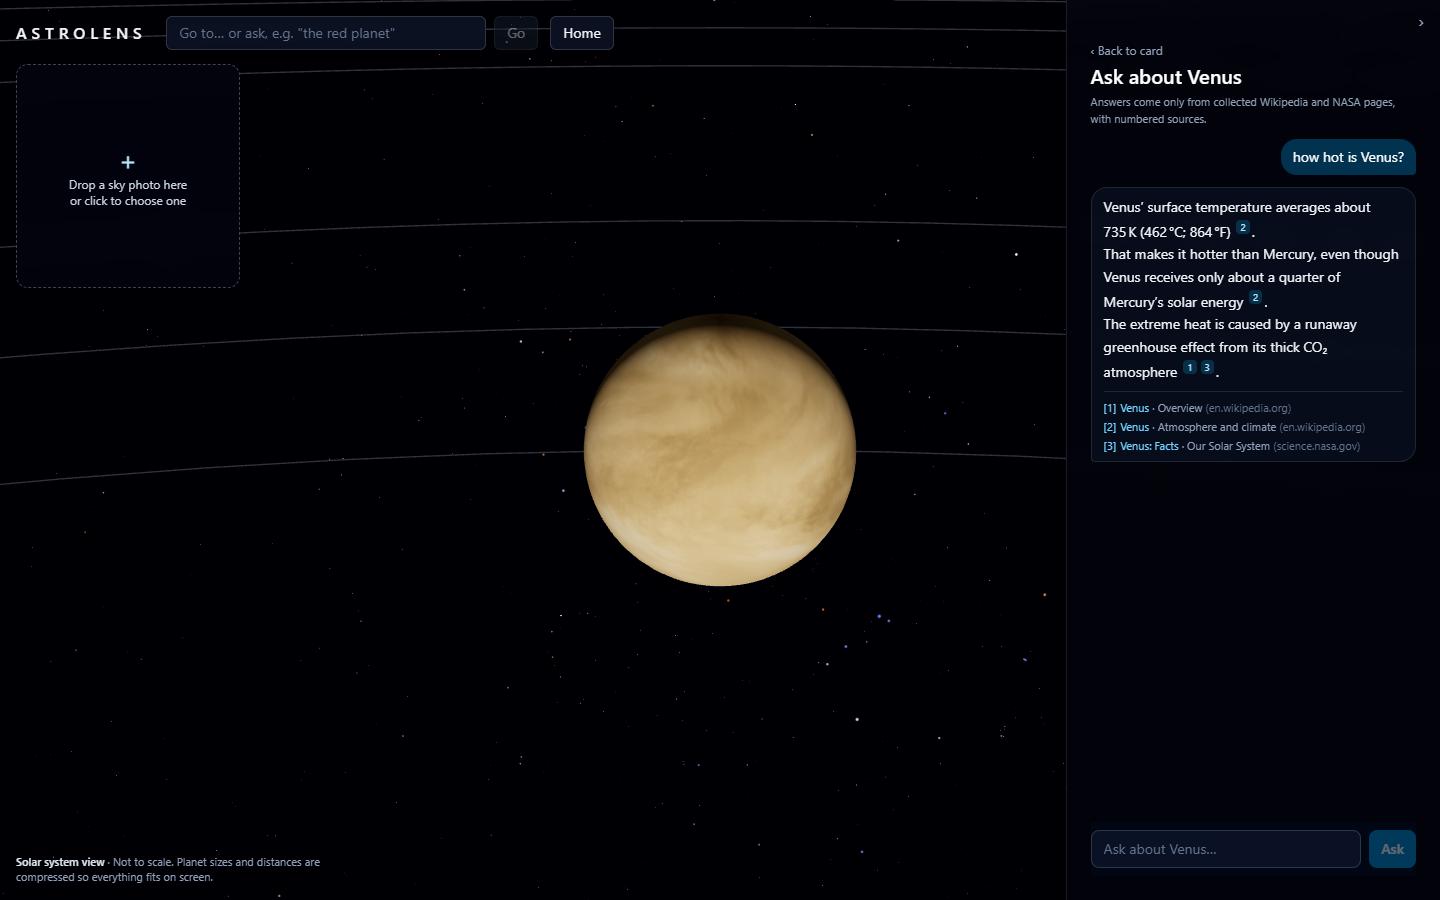 ASTROLENS
Go to... or ask, e.g. "the red planet"
Go
Home
+
Drop a sky photo here
or click to choose one
Solar system view · Not to scale. Planet sizes and distances are
compressed so everything fits on screen.
›
‹ Back to card
Ask about Venus
Answers come only from collected Wikipedia and NASA pages,
with numbered sources.
how hot is Venus?
Venus’ surface temperature averages about
735 K (462 °C; 864 °F) 2 .
That makes it hotter than Mercury, even though
Venus receives only about a quarter of
Mercury’s solar energy 2 .
The extreme heat is caused by a runaway
greenhouse effect from its thick CO₂
atmosphere 1 3 .
[1] Venus · Overview (en.wikipedia.org)
[2] Venus · Atmosphere and climate (en.wikipedia.org)
[3] Venus: Facts · Our Solar System (science.nasa.gov)
Ask about Venus...
Ask